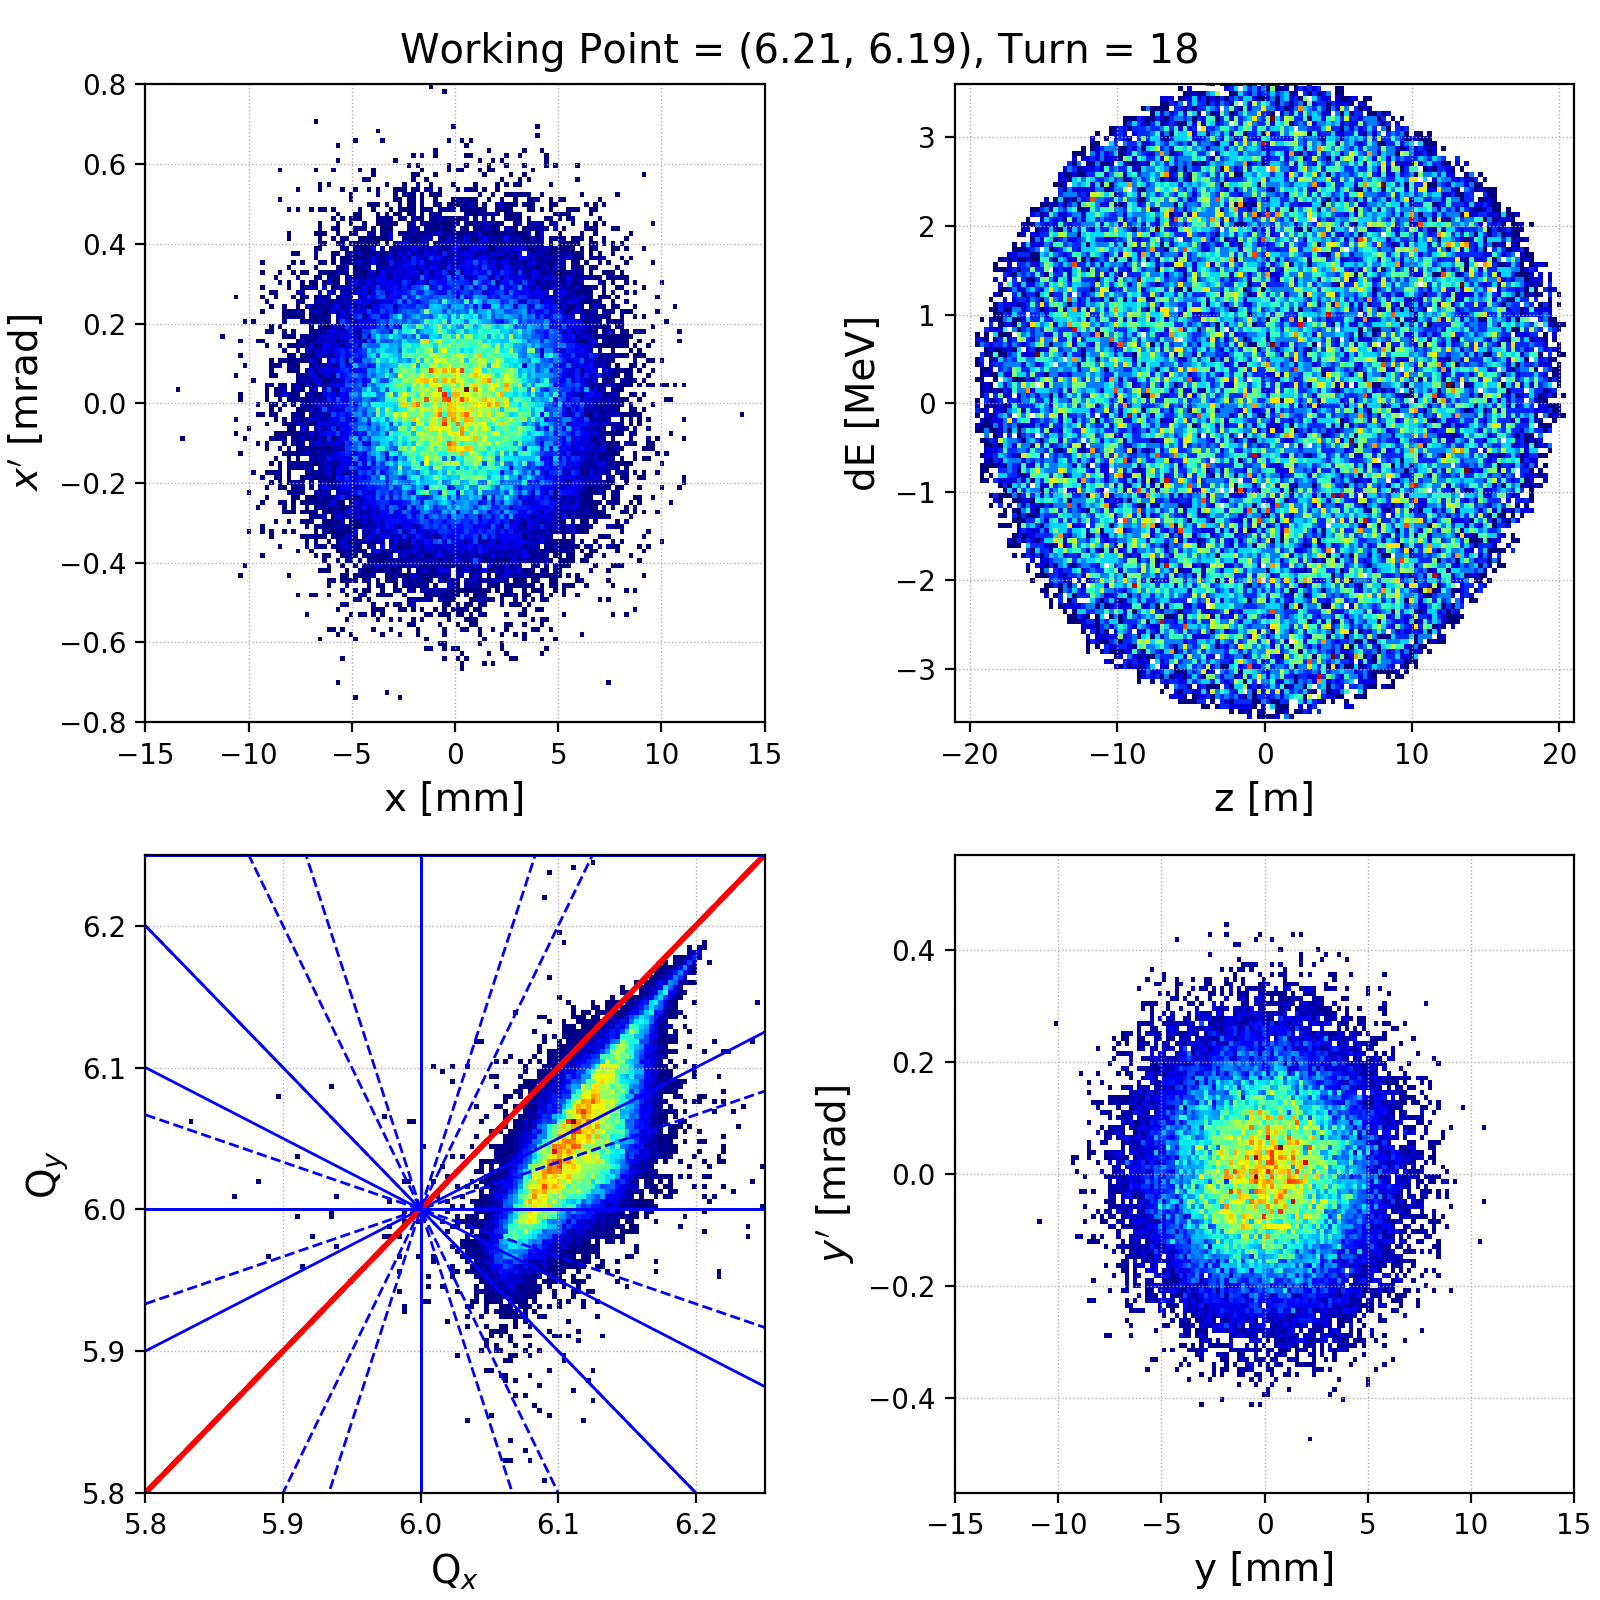 Working Point = (6.21, 6.19), Turn = 18
0.8
0.6
0.4
0.2
0.0
−0.2
−0.4
−0.6
−0.8
x′ [mrad]
−15 −10 −5 0 5 10 15
x [mm]
3
2
1
0
−1
−2
−3
dE [MeV]
−20 −10 0 10 20
z [m]
6.2
6.1
6.0
5.9
5.8
Qy
5.8 5.9 6.0 6.1 6.2
Qx
0.4
0.2
0.0
−0.2
−0.4
y′ [mrad]
−15 −10 −5 0 5 10 15
y [mm]